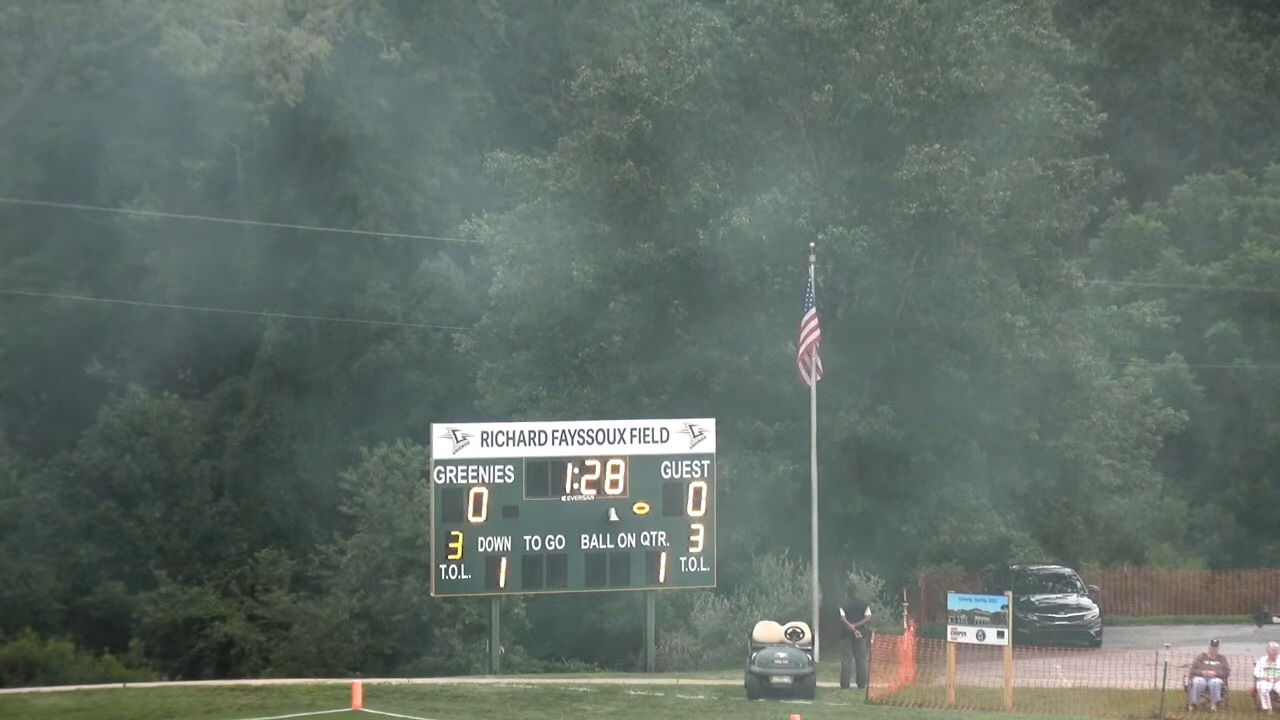 RICHARD FAYSSOUX FIELD
GREENIES 1:28 GUEST
EVERSAN
0 0
3 DOWN TO GO BALL ON QTR. 3
T.O.L. 1 1 T.O.L.
COOPER